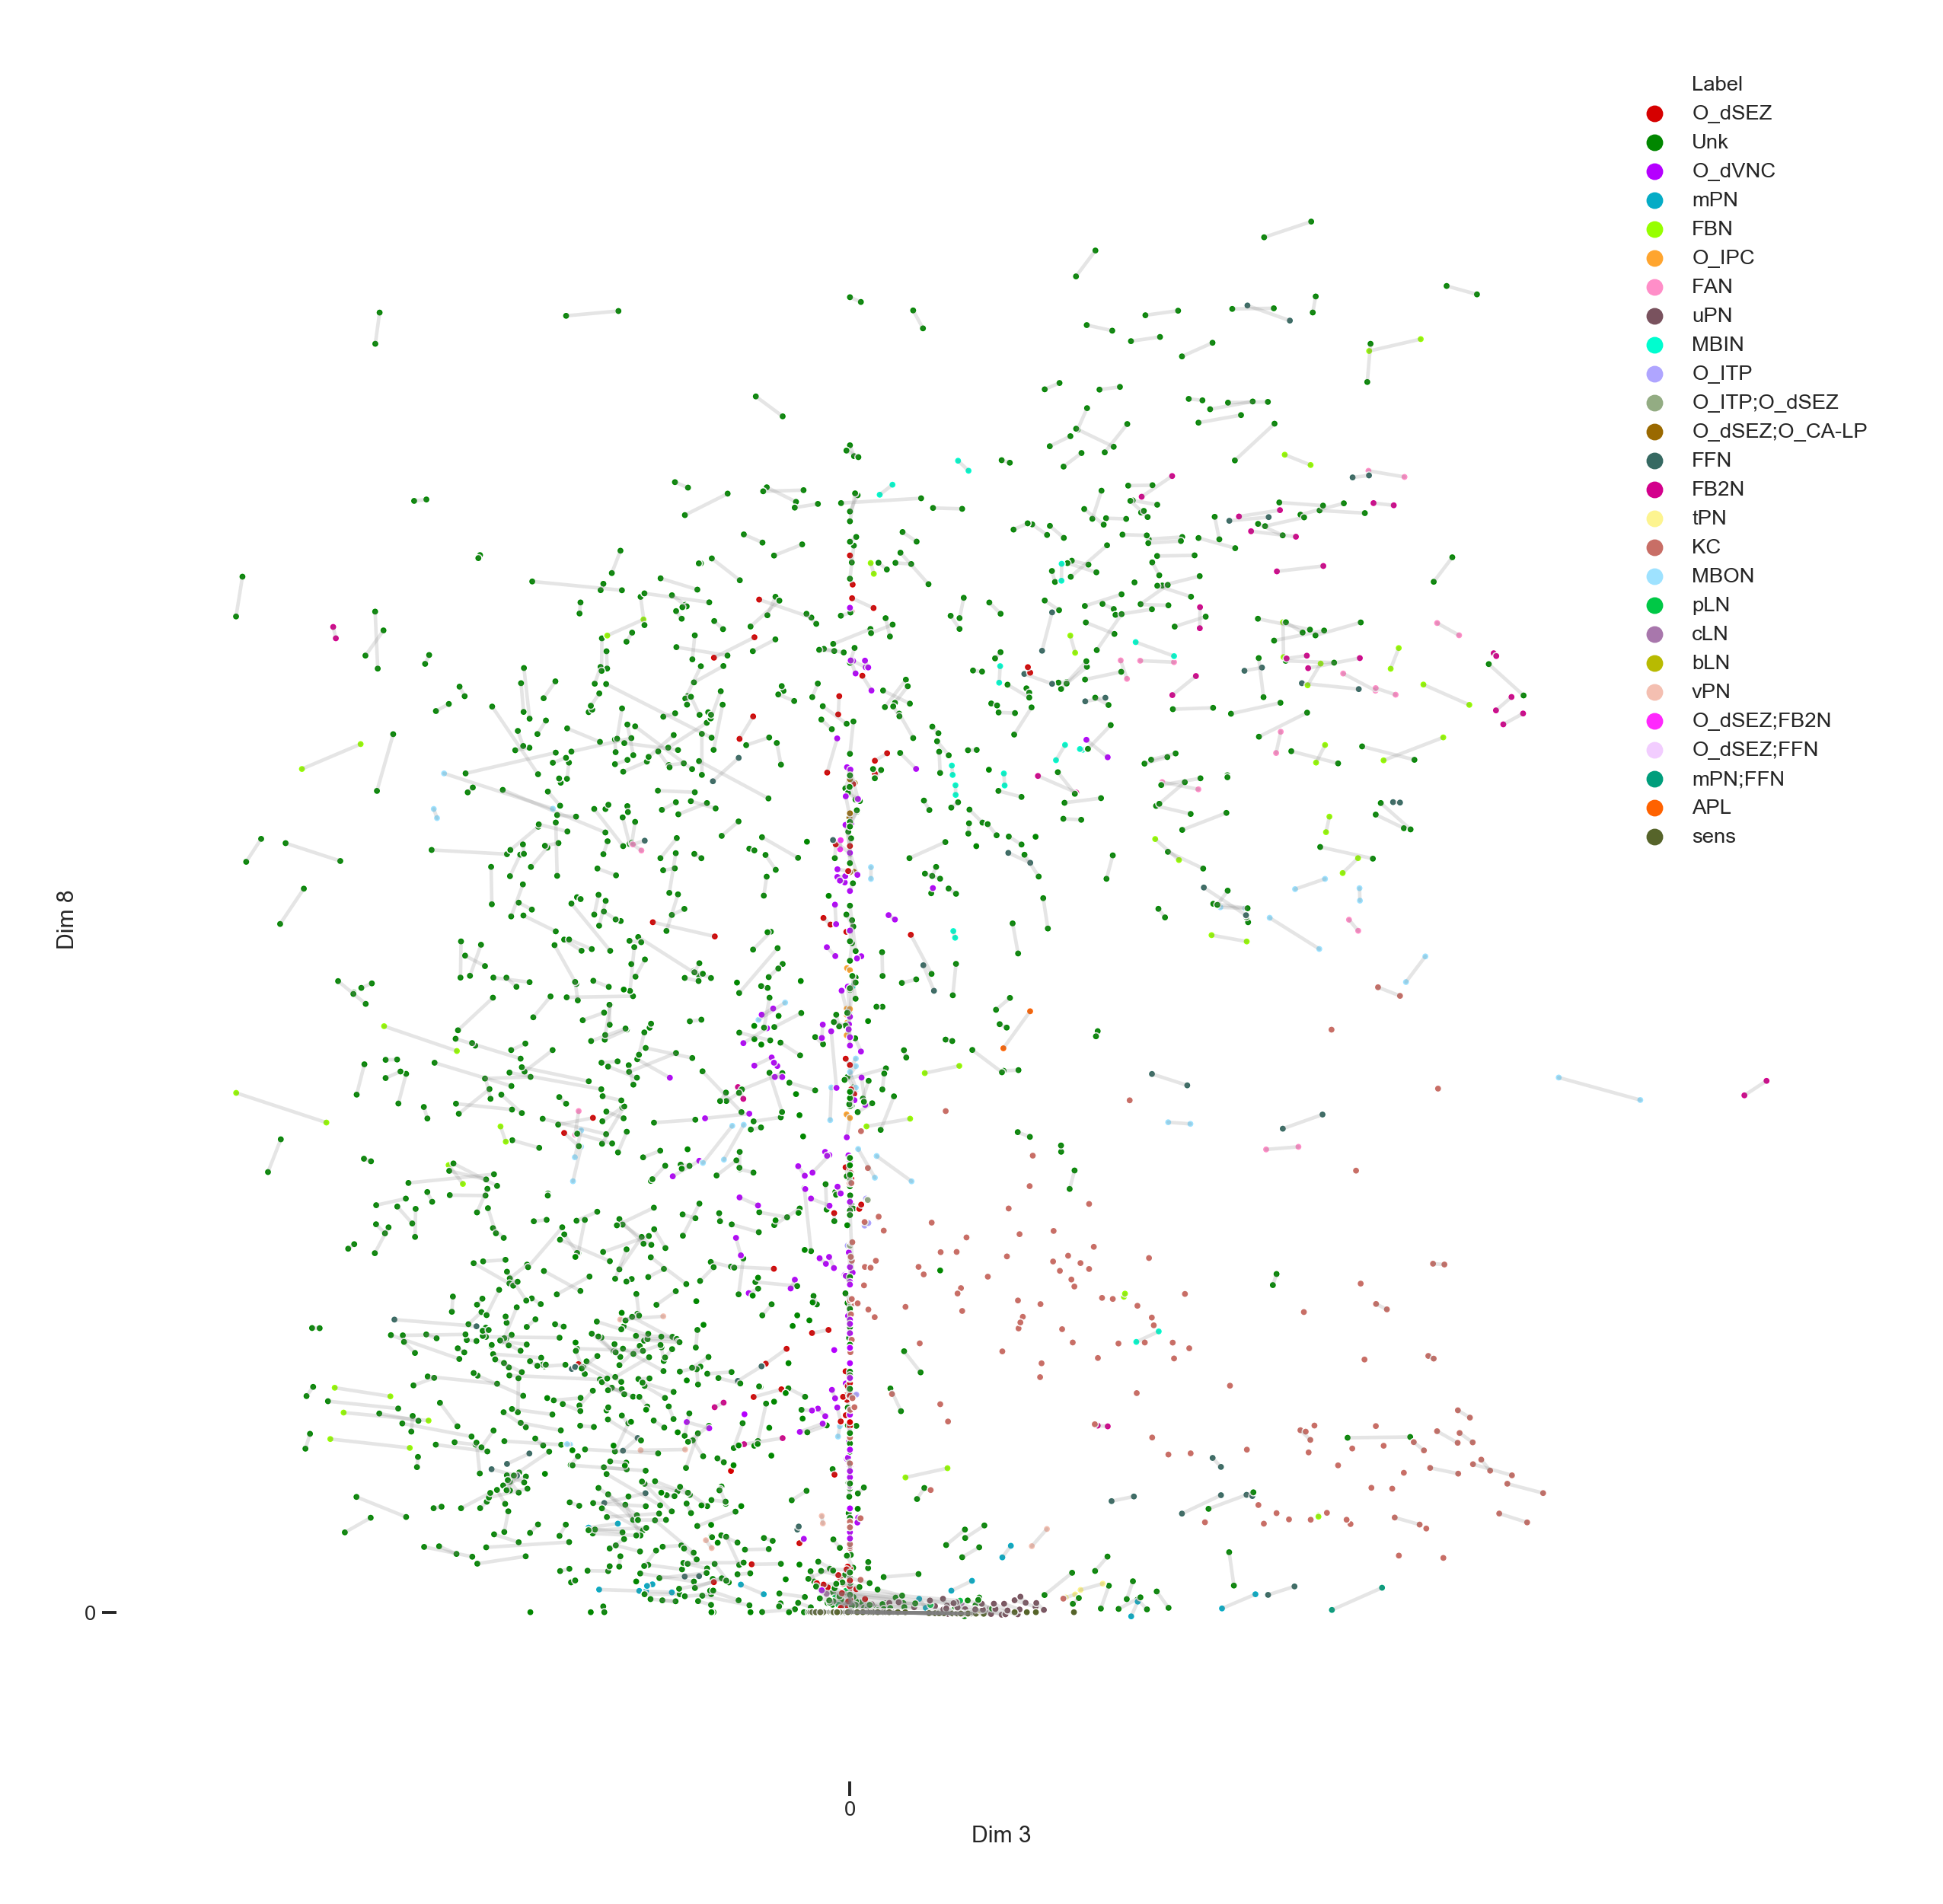 Label
O_dSEZ
Unk
O_dVNC
mPN
FBN
O_IPC
FAN
uPN
MBIN
O_ITP
O_ITP;O_dSEZ
O_dSEZ;O_CA-LP
FFN
FB2N
tPN
KC
MBON
pLN
cLN
bLN
vPN
O_dSEZ;FB2N
O_dSEZ;FFN
mPN;FFN
APL
sens
Dim 8
0
0
Dim 3